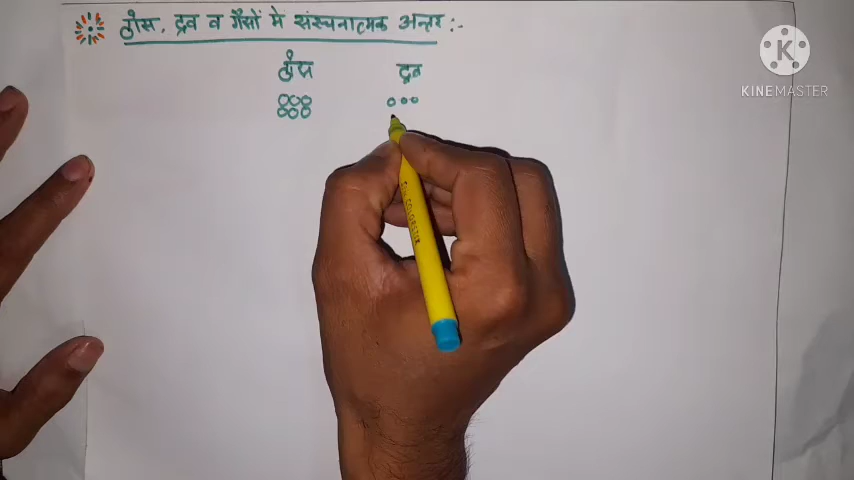 ठोस, द्रव व गैसों में संरचनात्मक अन्तर :-
ठोस द्रव
K
KINEMASTER